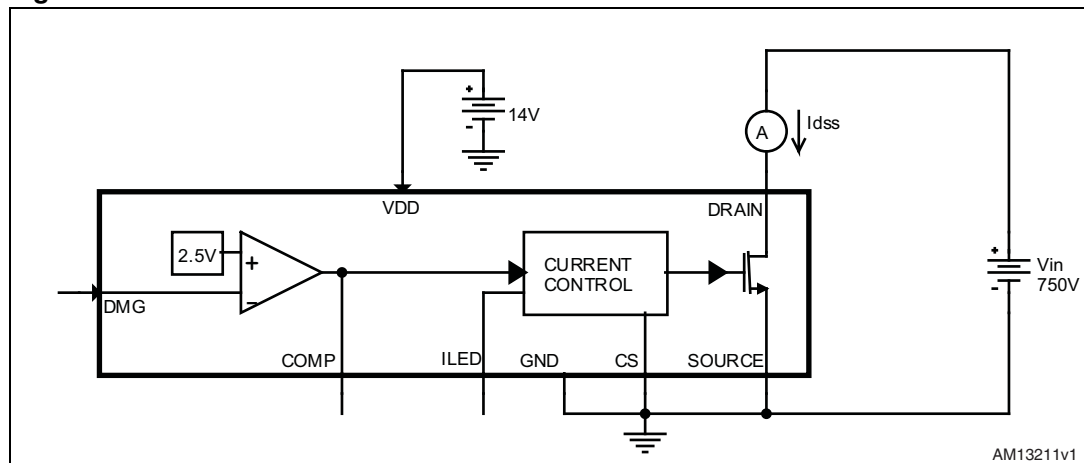 14V
A
Idss
VDD
DRAIN
2.5V
+
-
CURRENT
CONTROL
DMG
COMP
ILED
GND
CS
SOURCE
+
-
Vin
750V
AM13211v1